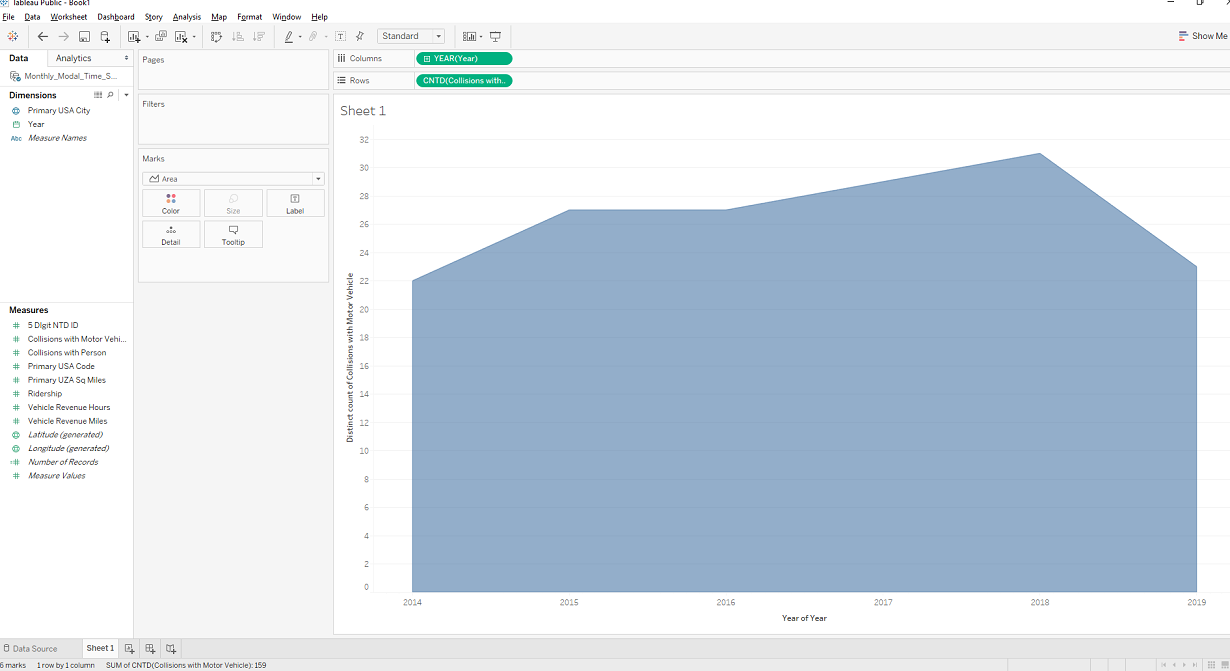 Tableau Public - Book1
File Data Worksheet Dashboard Story Analysis Map Format Window Help
Standard
Show Me
Data Analytics
Monthly_Modal_Time_S...
Dimensions
Primary USA City
Year
Abc Measure Names
Measures
5 DIgit NTD ID
Collisions with Motor Vehi...
Collisions with Person
Primary USA Code
Primary UZA Sq Miles
Ridership
Vehicle Revenue Hours
Vehicle Revenue Miles
Latitude (generated)
Longitude (generated)
Number of Records
Measure Values
Pages
Filters
Marks
Area
Color Size Label
Detail Tooltip
Columns YEAR(Year)
Rows CNTD(Collisions with..
Sheet 1
32
30
28
26
24
22
20
18
16
14
12
10
8
6
4
2
0
Distinct count of Collisions with Motor Vehicle
2014 2015 2016 2017 2018 2019
Year of Year
Data Source Sheet 1
6 marks 1 row by 1 column SUM of CNTD(Collisions with Motor Vehicle): 159